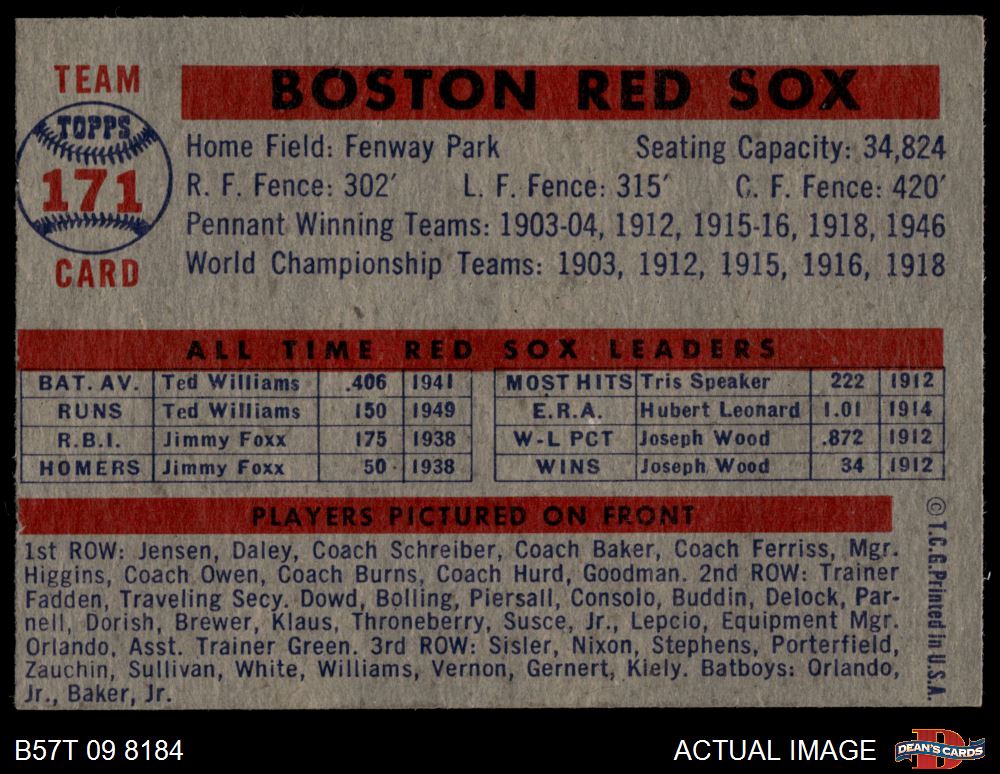 TEAM
TOPPS
171
CARD
BOSTON RED SOX
Home Field: Fenway Park Seating Capacity: 34,824
R. F. Fence: 302′ L. F. Fence: 315′ C. F. Fence: 420′
Pennant Winning Teams: 1903-04, 1912, 1915-16, 1918, 1946
World Championship Teams: 1903, 1912, 1915, 1916, 1918
ALL TIME RED SOX LEADERS
BAT. AV. Ted Williams .406 1941 MOST HITS Tris Speaker 222 1912
RUNS Ted Williams 150 1949 E.R.A. Hubert Leonard 1.01 1914
R.B.I. Jimmy Foxx 175 1938 W-L PCT Joseph Wood .872 1912
HOMERS Jimmy Foxx 50 1938 WINS Joseph Wood 34 1912
PLAYERS PICTURED ON FRONT
1st ROW: Jensen, Daley, Coach Schreiber, Coach Baker, Coach Ferriss, Mgr.
Higgins, Coach Owen, Coach Burns, Coach Hurd, Goodman. 2nd ROW: Trainer
Fadden, Traveling Secy. Dowd, Bolling, Piersall, Consolo, Buddin, Delock, Par-
nell, Dorish, Brewer, Klaus, Throneberry, Susce, Jr., Lepcio, Equipment Mgr.
Orlando, Asst. Trainer Green. 3rd ROW: Sisler, Nixon, Stephens, Porterfield,
Zauchin, Sullivan, White, Williams, Vernon, Gernert, Kiely. Batboys: Orlando,
Jr., Baker, Jr.
© T.C.G. Printed in U.S.A.
B57T 09 8184 ACTUAL IMAGE
DEAN'S CARDS